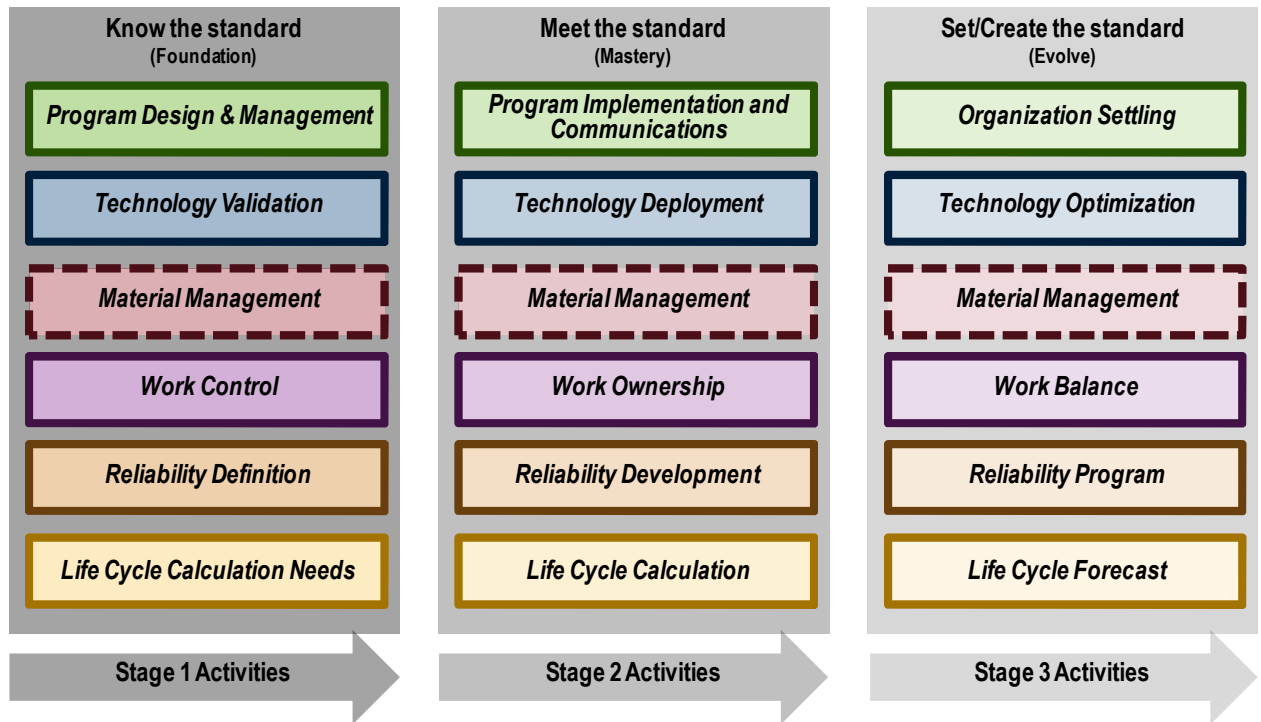 Know the standard
(Foundation)
Program Design & Management
Technology Validation
Material Management
Work Control
Reliability Definition
Life Cycle Calculation Needs
Stage 1 Activities
Meet the standard
(Mastery)
Program Implementation and
Communications
Technology Deployment
Material Management
Work Ownership
Reliability Development
Life Cycle Calculation
Stage 2 Activities
Set/Create the standard
(Evolve)
Organization Settling
Technology Optimization
Material Management
Work Balance
Reliability Program
Life Cycle Forecast
Stage 3 Activities